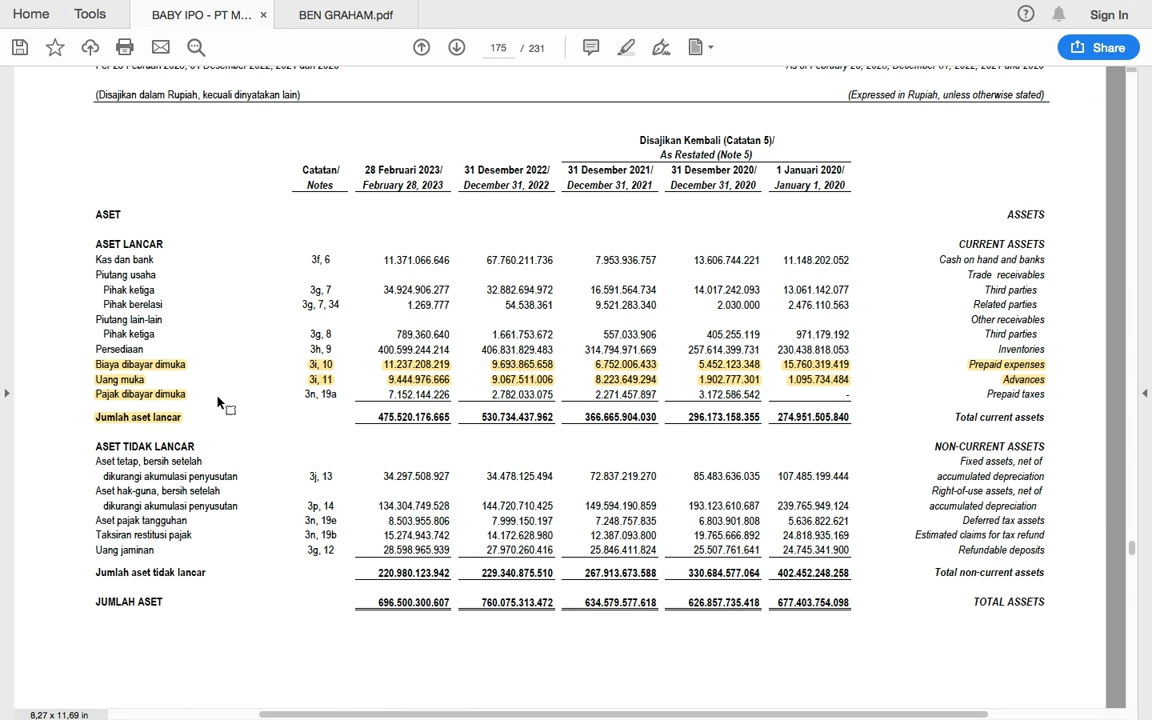 Home Tools BABY IPO - PT M... × BEN GRAHAM.pdf ? Sign In
175 / 231 Share
Per 28 Februari 2023, 31 Desember 2022, 2021 dan 2020 As of February 28, 2023, December 31, 2022, 2021 and 2020
(Disajikan dalam Rupiah, kecuali dinyatakan lain) (Expressed in Rupiah, unless otherwise stated)
Disajikan Kembali (Catatan 5)/
As Restated (Note 5)
Catatan/ 28 Februari 2023/ 31 Desember 2022/ 31 Desember 2021/ 31 Desember 2020/ 1 Januari 2020/
Notes February 28, 2023 December 31, 2022 December 31, 2021 December 31, 2020 January 1, 2020
ASET ASSETS
ASET LANCAR CURRENT ASSETS
Kas dan bank 3f, 6 11.371.066.646 67.760.211.736 7.953.936.757 13.606.744.221 11.148.202.052 Cash on hand and banks
Piutang usaha Trade receivables
Pihak ketiga 3g, 7 34.924.906.277 32.882.694.972 16.591.564.734 14.017.242.093 13.061.142.077 Third parties
Pihak berelasi 3g, 7, 34 1.269.777 54.538.361 9.521.283.340 2.030.000 2.476.110.563 Related parties
Piutang lain-lain Other receivables
Pihak ketiga 3g, 8 789.360.640 1.661.753.672 557.033.906 405.255.119 971.179.192 Third parties
Persediaan 3h, 9 400.599.244.214 406.831.829.483 314.794.971.669 257.614.399.731 230.438.818.053 Inventories
Biaya dibayar dimuka 3i, 10 11.237.208.219 9.693.865.658 6.752.006.433 5.452.123.348 15.760.319.419 Prepaid expenses
Uang muka 3i, 11 9.444.976.666 9.067.511.006 8.223.649.294 1.902.777.301 1.095.734.484 Advances
Pajak dibayar dimuka 3n, 19a 7.152.144.226 2.782.033.075 2.271.457.897 3.172.586.542 - Prepaid taxes
Jumlah aset lancar 475.520.176.665 530.734.437.962 366.665.904.030 296.173.158.355 274.951.505.840 Total current assets
ASET TIDAK LANCAR NON-CURRENT ASSETS
Aset tetap, bersih setelah Fixed assets, net of
dikurangi akumulasi penyusutan 3j, 13 34.297.508.927 34.478.125.494 72.837.219.270 85.483.636.035 107.485.199.444 accumulated depreciation
Aset hak-guna, bersih setelah Right-of-use assets, net of
dikurangi akumulasi penyusutan 3p, 14 134.304.749.528 144.720.710.425 149.594.190.859 193.123.610.687 239.765.949.124 accumulated depreciation
Aset pajak tangguhan 3n, 19e 8.503.955.806 7.999.150.197 7.248.757.835 6.803.901.808 5.636.822.621 Deferred tax assets
Taksiran restitusi pajak 3n, 19b 15.274.943.742 14.172.628.980 12.387.093.800 19.765.666.892 24.818.935.169 Estimated claims for tax refund
Uang jaminan 3g, 12 28.598.965.939 27.970.260.416 25.846.411.824 25.507.761.641 24.745.341.900 Refundable deposits
Jumlah aset tidak lancar 220.980.123.942 229.340.875.510 267.913.673.588 330.684.577.064 402.452.248.258 Total non-current assets
JUMLAH ASET 696.500.300.607 760.075.313.472 634.579.577.618 626.857.735.418 677.403.754.098 TOTAL ASSETS
8,27 x 11,69 in